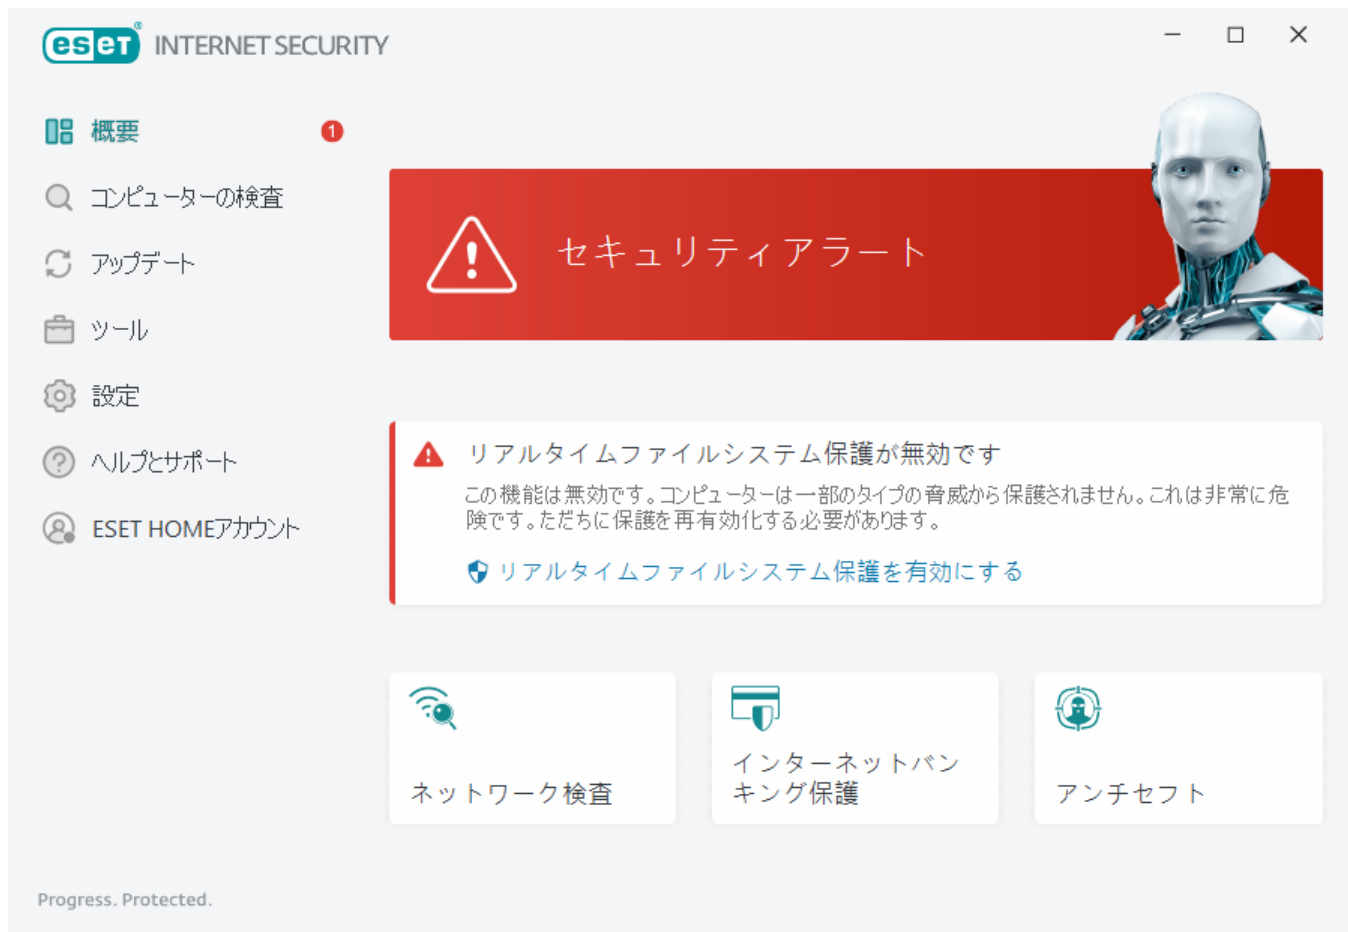 eset® INTERNET SECURITY
概要 1
コンピューターの検査
アップデート
ツール
設定
ヘルプとサポート
ESET HOMEアカウント
セキュリティアラート
リアルタイムファイルシステム保護が無効です
この機能は無効です。コンピューターは一部のタイプの脅威から保護されません。これは非常に危
険です。ただちに保護を再有効化する必要があります。
リアルタイムファイルシステム保護を有効にする
ネットワーク検査
インターネットバン
キング保護
アンチセフト
Progress. Protected.